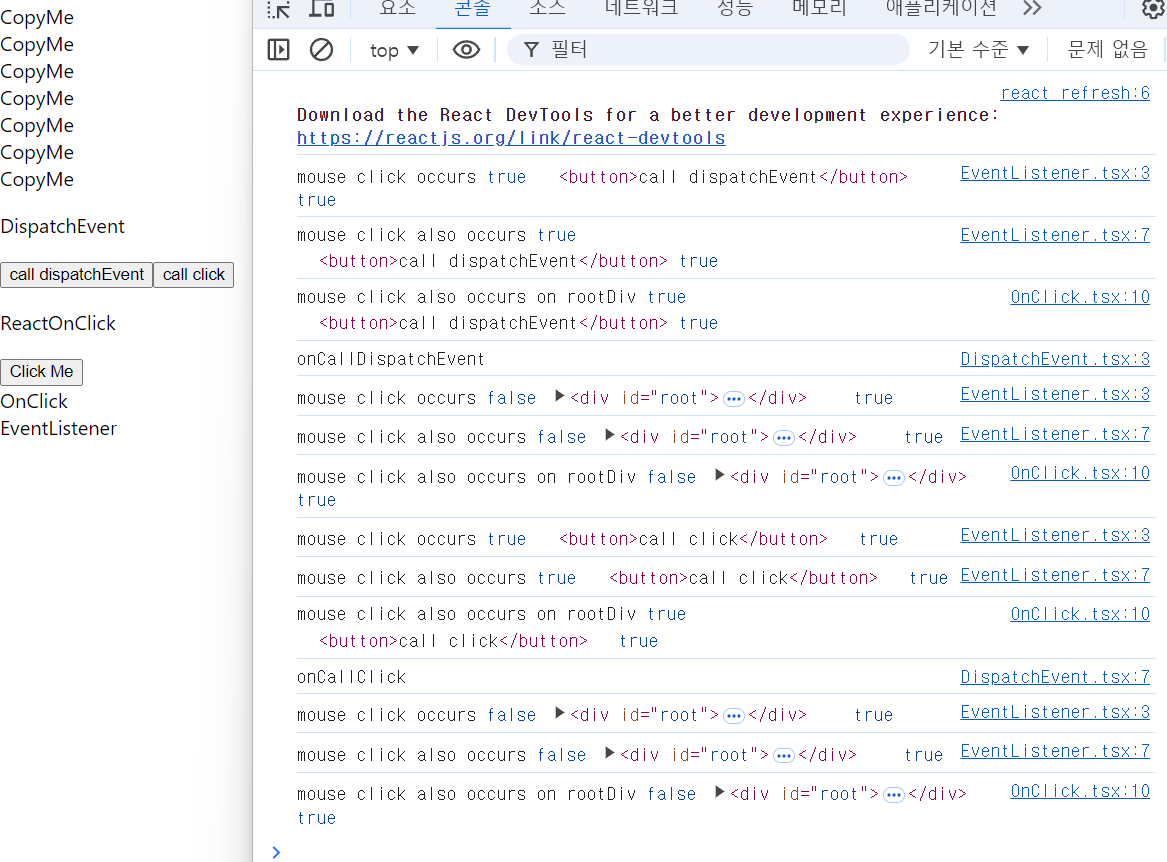 CopyMe
CopyMe
CopyMe
CopyMe
CopyMe
CopyMe
CopyMe
DispatchEvent
call dispatchEvent call click
ReactOnClick
Click Me
OnClick
EventListener
요소 콘솔 소스 네트워크 성능 메모리 애플리케이션
top 필터 기본 수준 문제 없음
react refresh:6
Download the React DevTools for a better development experience:
https://reactjs.org/link/react-devtools
mouse click occurs true <button>call dispatchEvent</button> EventListener.tsx:3
true
mouse click also occurs true EventListener.tsx:7
<button>call dispatchEvent</button> true
mouse click also occurs on rootDiv true OnClick.tsx:10
<button>call dispatchEvent</button> true
onCallDispatchEvent DispatchEvent.tsx:3
mouse click occurs false ▶<div id="root">…</div> true EventListener.tsx:3
mouse click also occurs false ▶<div id="root">…</div> true EventListener.tsx:7
mouse click also occurs on rootDiv false ▶<div id="root">…</div> OnClick.tsx:10
true
mouse click occurs true <button>call click</button> true EventListener.tsx:3
mouse click also occurs true <button>call click</button> true EventListener.tsx:7
mouse click also occurs on rootDiv true OnClick.tsx:10
<button>call click</button> true
onCallClick DispatchEvent.tsx:7
mouse click occurs false ▶<div id="root">…</div> true EventListener.tsx:3
mouse click also occurs false ▶<div id="root">…</div> true EventListener.tsx:7
mouse click also occurs on rootDiv false ▶<div id="root">…</div> OnClick.tsx:10
true